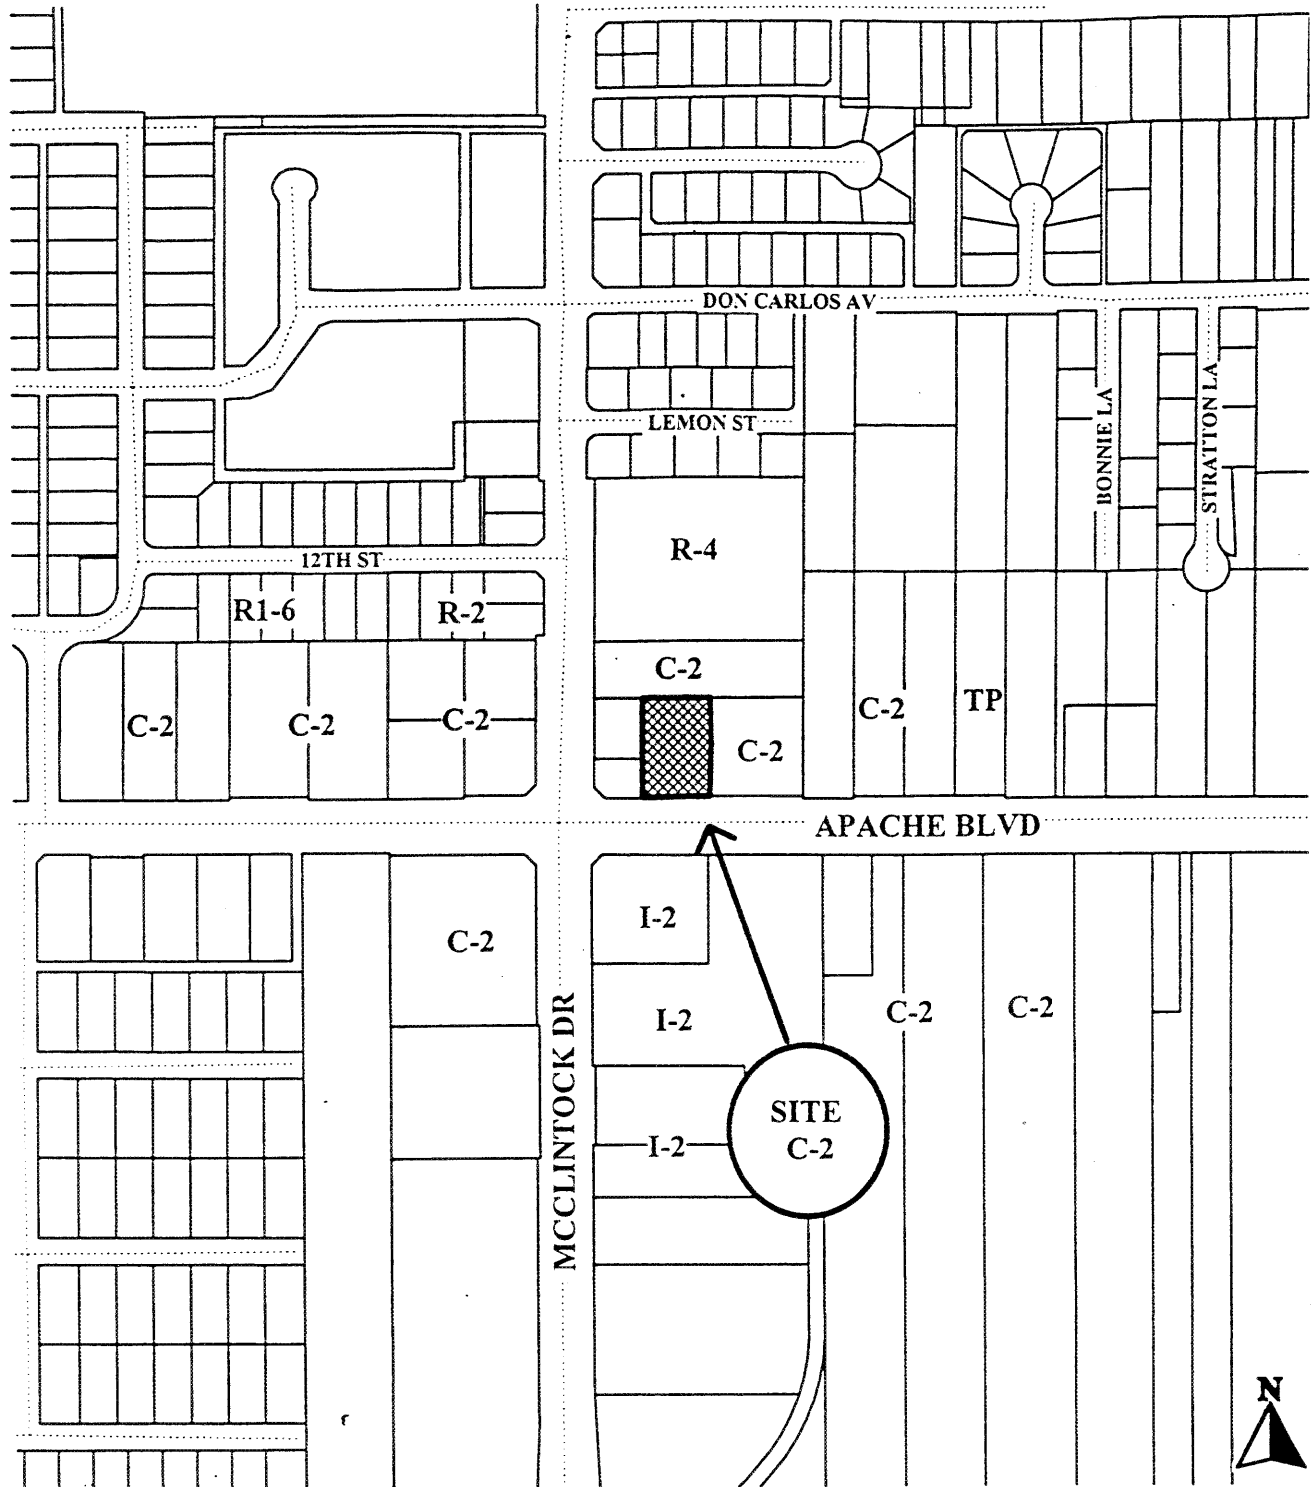 DON CARLOS AV
LEMON ST
BONNIE LA
STRATTON LA
R-4
12TH ST
R1-6
R-2
C-2
C-2
C-2
C-2
C-2
C-2
C-2
TP
APACHE BLVD
I-2
C-2
I-2
C-2
C-2
MCCLINTOCK DR
SITE
C-2
I-2
N